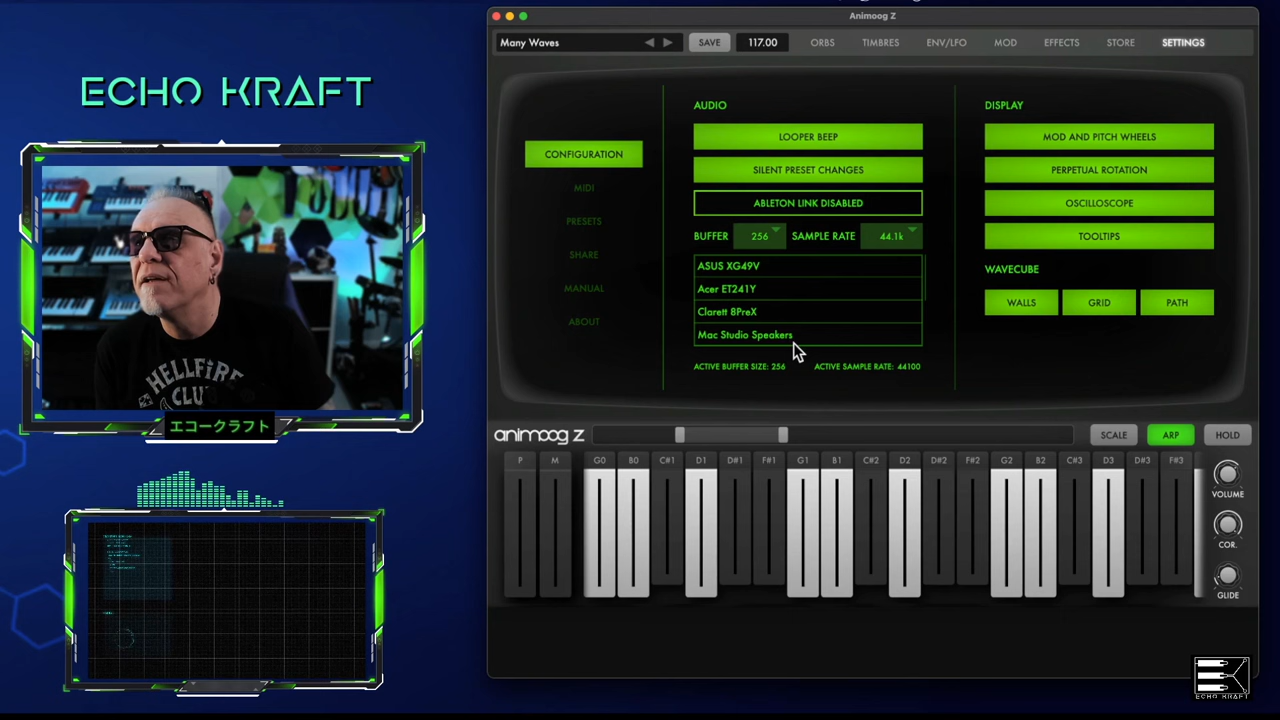 ECHO KRAFT
HELLFIRE
CLUB
エコークラフト
Animoog Z
Many Waves
SAVE
117.00
ORBS
TIMBRES
ENV/LFO
MOD
EFFECTS
STORE
SETTINGS
CONFIGURATION
MIDI
PRESETS
SHARE
MANUAL
ABOUT
AUDIO
LOOPER BEEP
SILENT PRESET CHANGES
ABLETON LINK DISABLED
BUFFER 256 SAMPLE RATE 44.1k
ASUS XG49V
Acer ET241Y
Clarett 8PreX
Mac Studio Speakers
ACTIVE BUFFER SIZE: 256 ACTIVE SAMPLE RATE: 44100
DISPLAY
MOD AND PITCH WHEELS
PERPETUAL ROTATION
OSCILLOSCOPE
TOOLTIPS
WAVECUBE
WALLS GRID PATH
animoog Z
SCALE ARP HOLD
P M G0 B0 C#1 D1 D#1 F#1 G1 B1 C#2 D2 D#2 F#2 G2 B2 C#3 D3 D#3 F#3
VOLUME
COR.
GLIDE
ECHO KRAFT